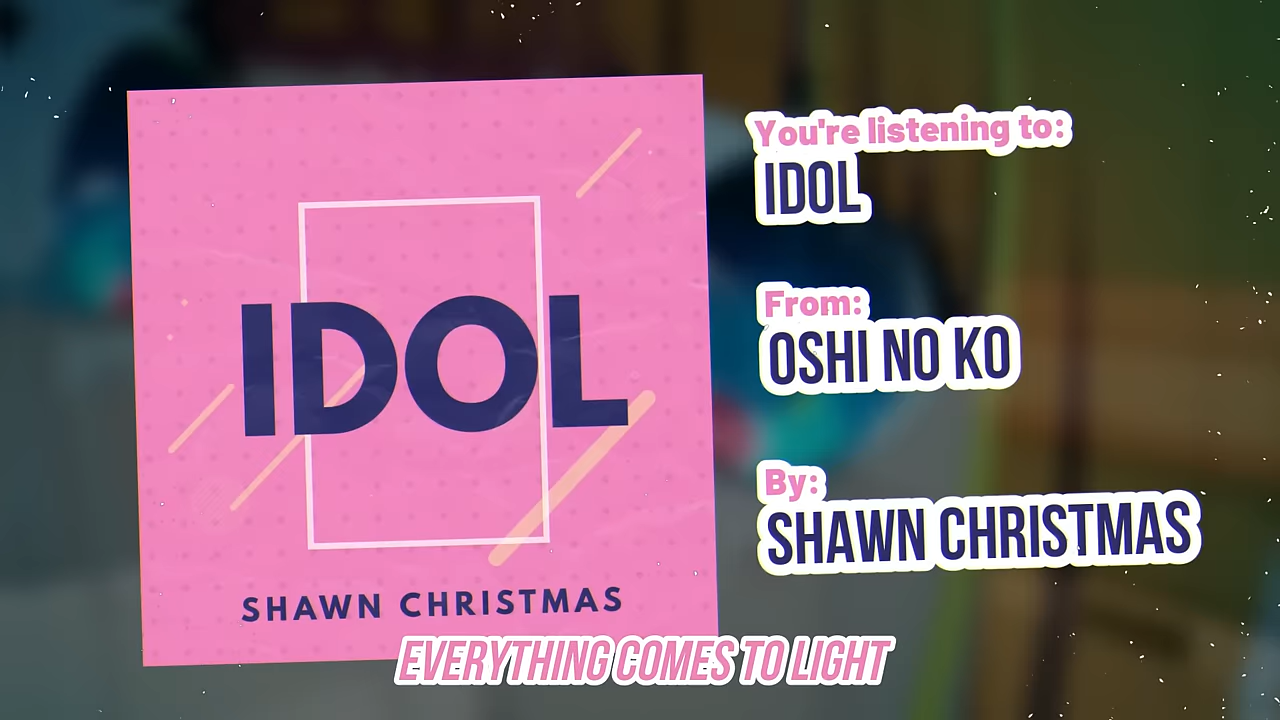 IDOL
SHAWN CHRISTMAS
You're listening to:
IDOL
From:
OSHI NO KO
By:
SHAWN CHRISTMAS
EVERYTHING COMES TO LIGHT